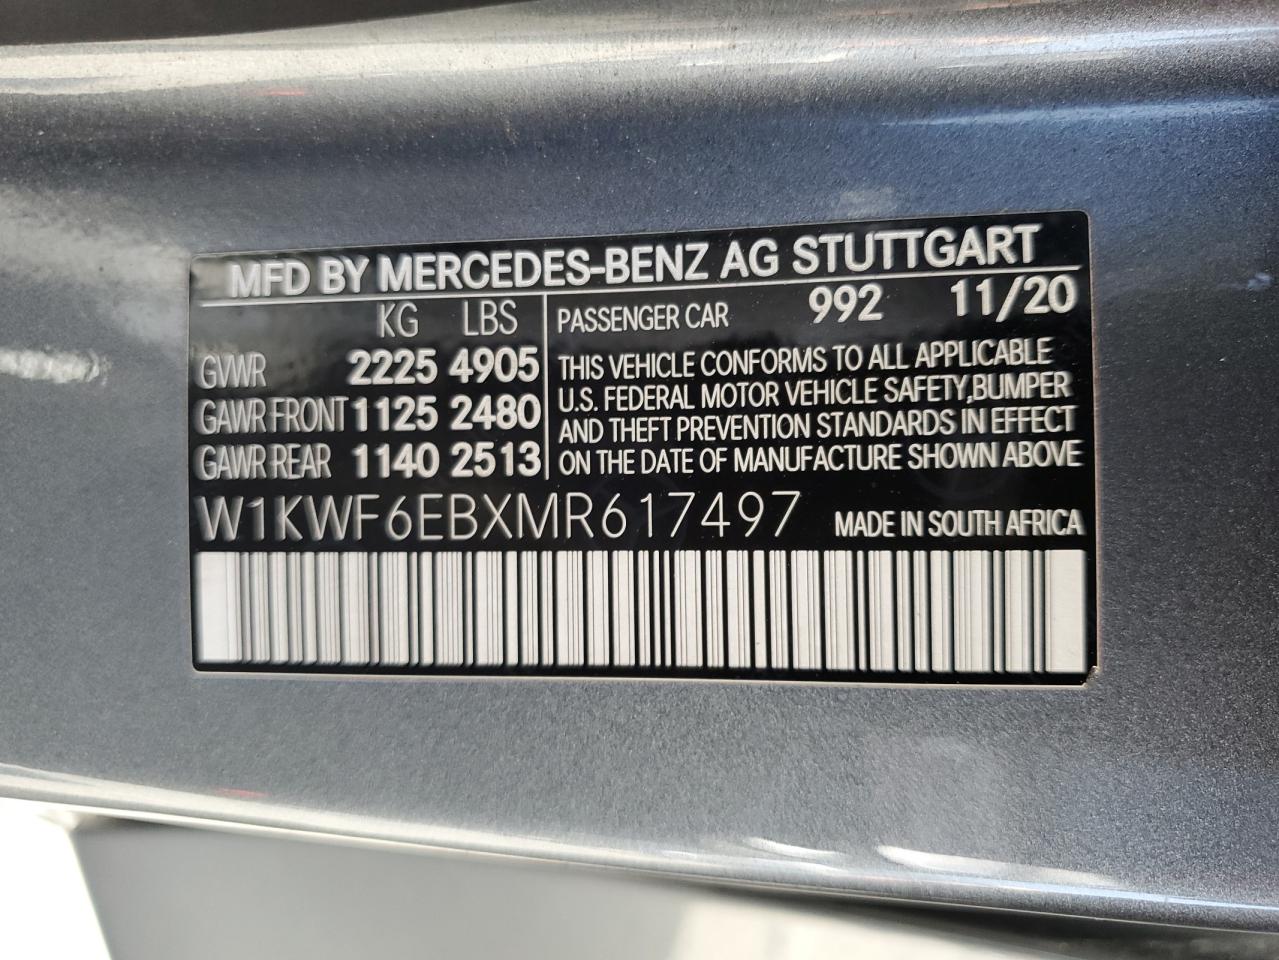 MFD BY MERCEDES-BENZ AG STUTTGART
KG LBS
GVWR 2225 4905
GAWR FRONT 1125 2480
GAWR REAR 1140 2513
PASSENGER CAR 992 11/20
THIS VEHICLE CONFORMS TO ALL APPLICABLE
U.S. FEDERAL MOTOR VEHICLE SAFETY, BUMPER
AND THEFT PREVENTION STANDARDS IN EFFECT
ON THE DATE OF MANUFACTURE SHOWN ABOVE
W1KWF6EBXMR617497 MADE IN SOUTH AFRICA